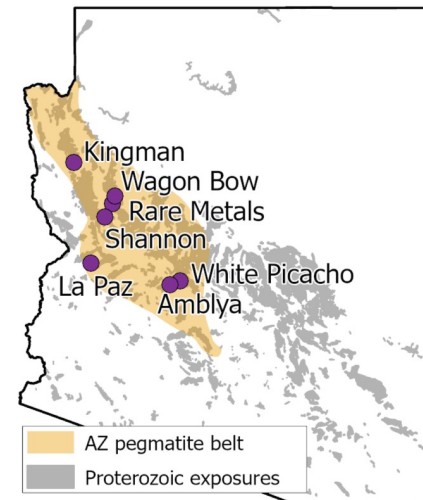 Kingman
Wagon Bow
Rare Metals
Shannon
White Picacho
La Paz
Amblya
AZ pegmatite belt
Proterozoic exposures